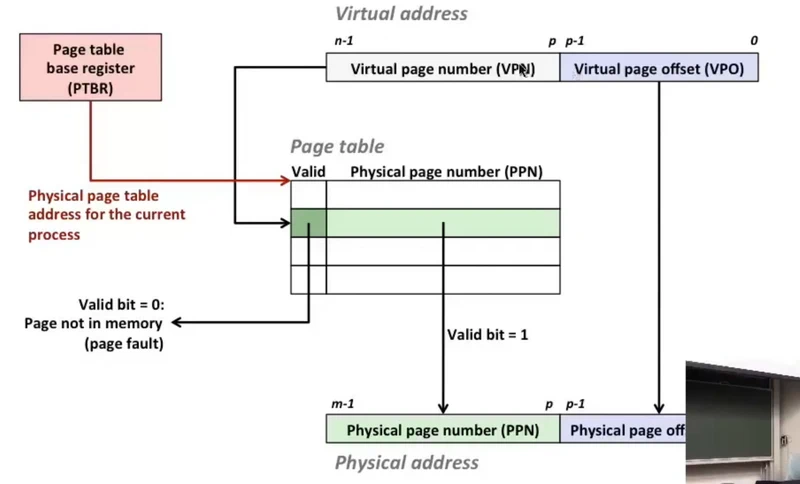 Virtual address
n-1 p p-1 0
Page table
base register
(PTBR)
Virtual page number (VPN) Virtual page offset (VPO)
Page table
Valid Physical page number (PPN)
Physical page table
address for the current
process
Valid bit = 0:
Page not in memory
(page fault)
Valid bit = 1
m-1 p p-1
Physical page number (PPN) Physical page off
Physical address